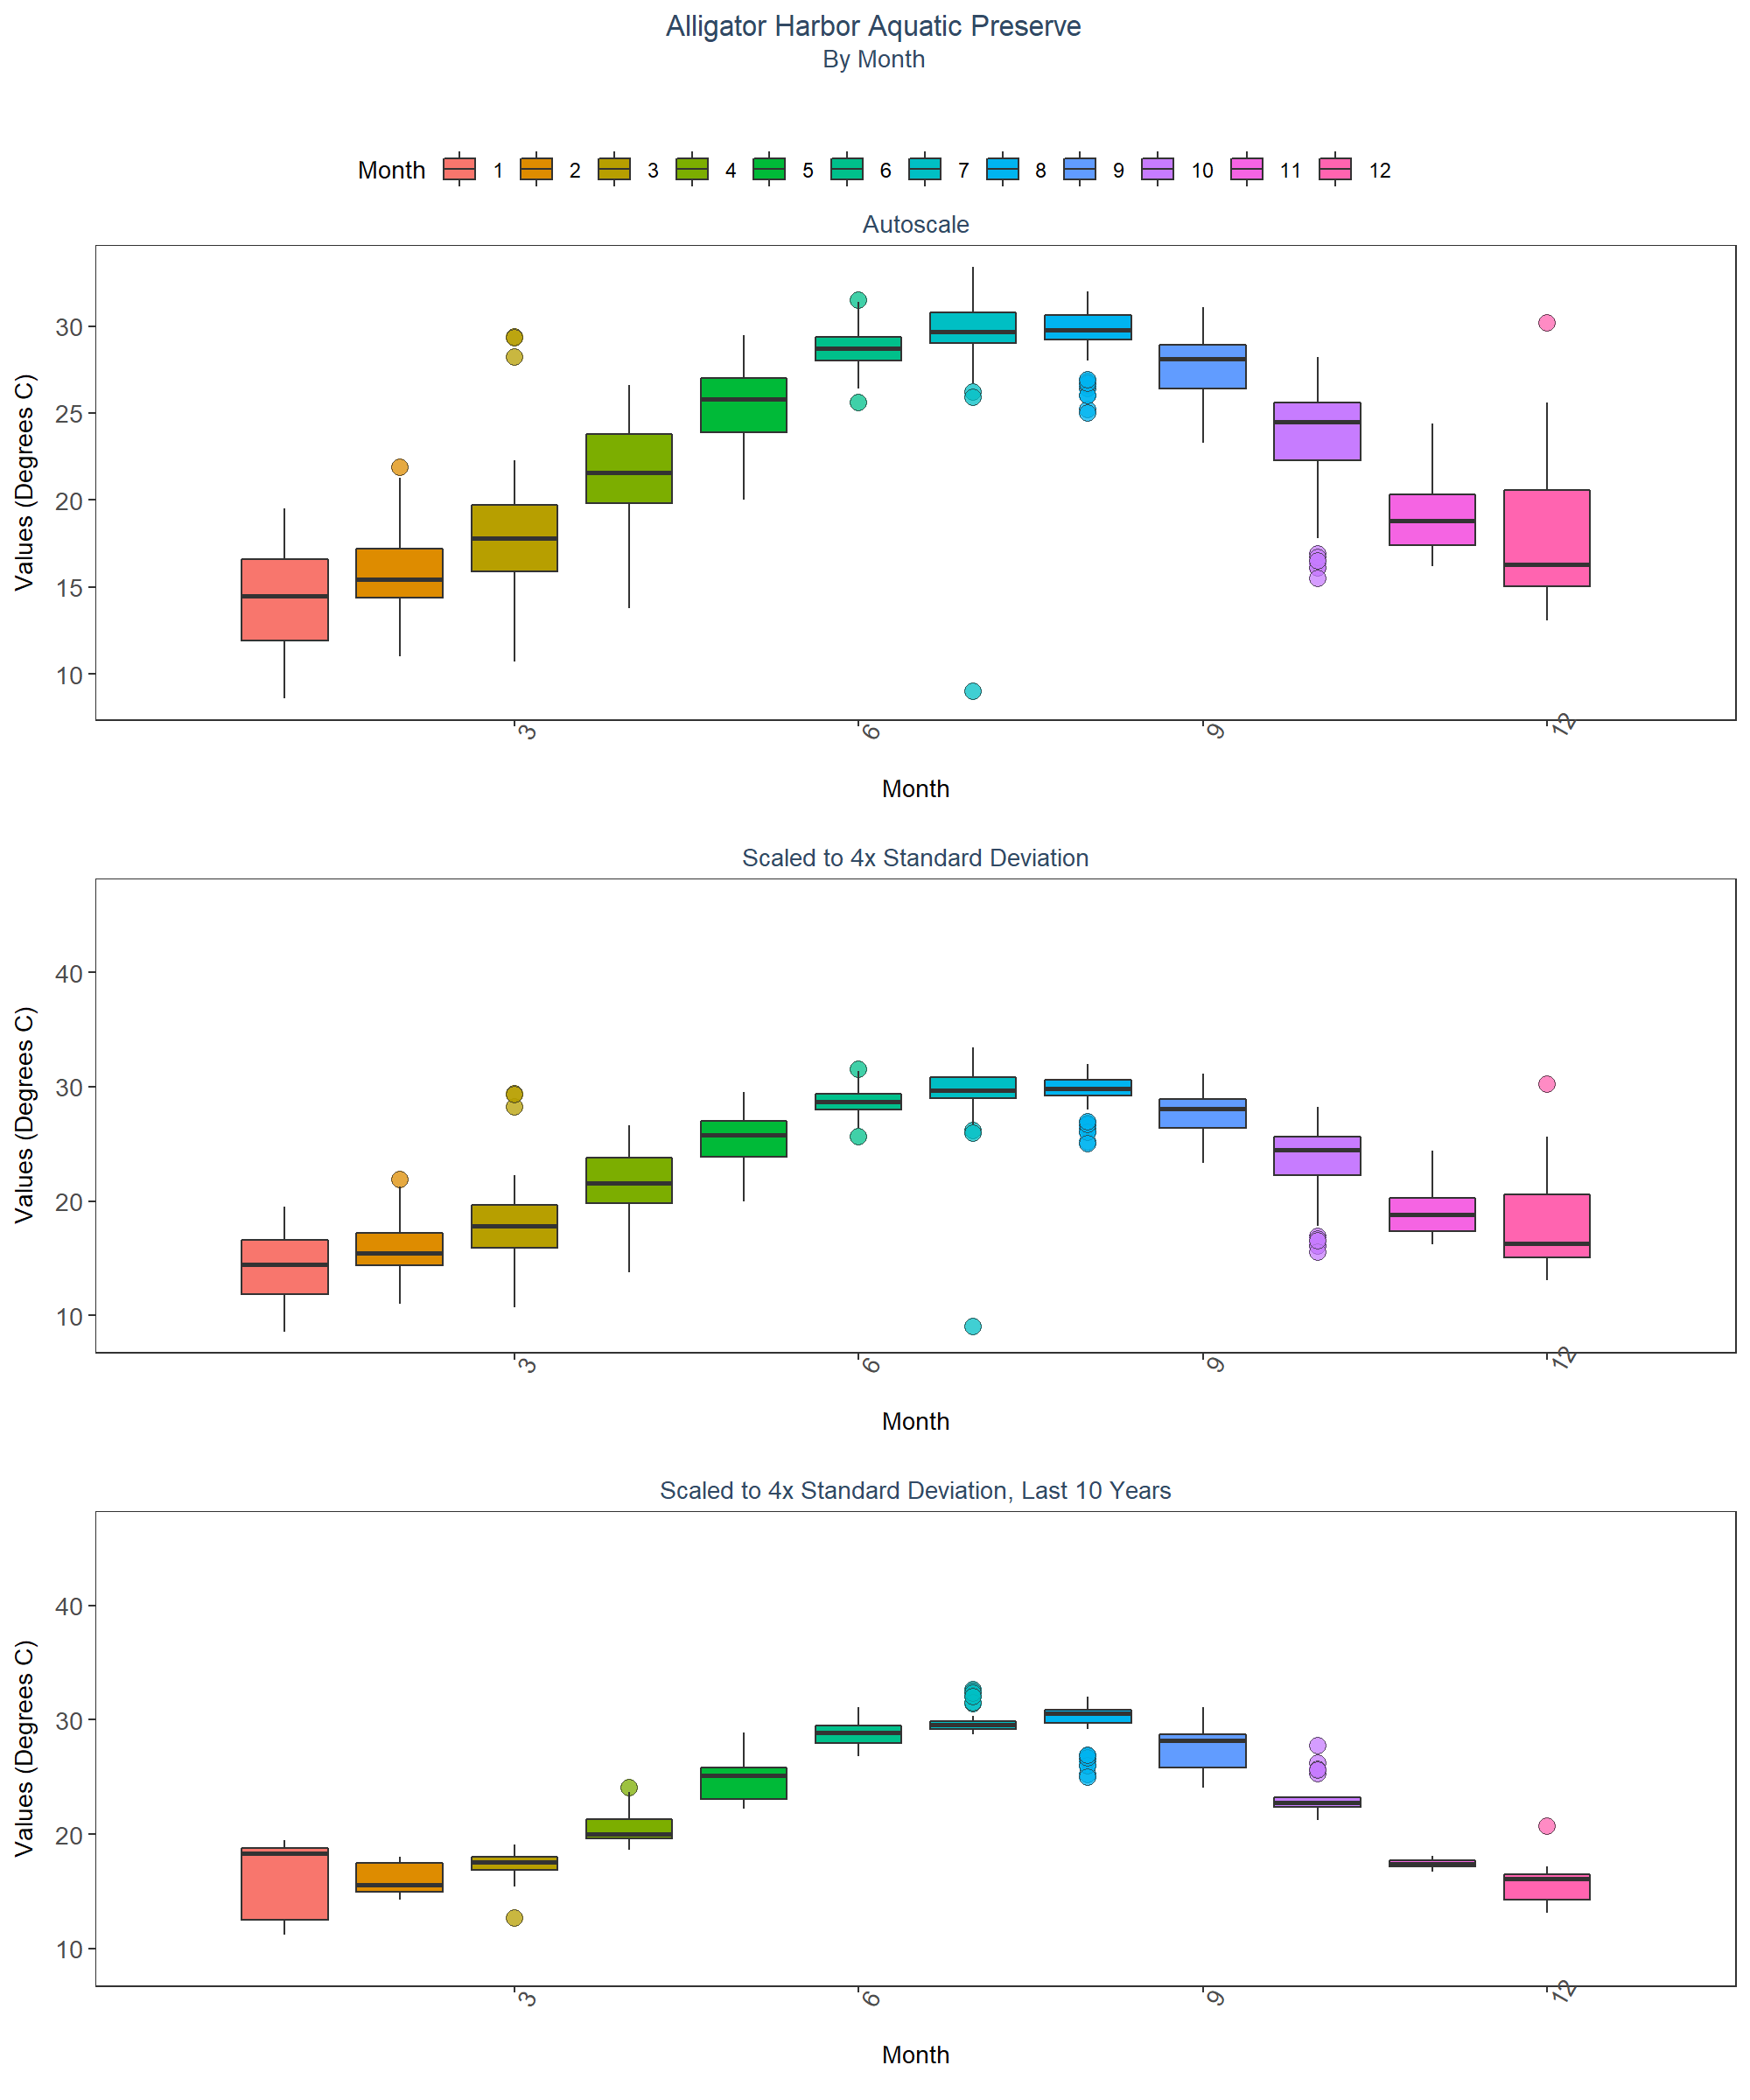 Alligator Harbor Aquatic Preserve
By Month
Month 1 2 3 4 5 6 7 8 9 10 11 12
Autoscale
Values (Degrees C)
30
25
20
15
10
3 6 9 12
Month
Scaled to 4x Standard Deviation
Values (Degrees C)
40
30
20
10
3 6 9 12
Month
Scaled to 4x Standard Deviation, Last 10 Years
Values (Degrees C)
40
30
20
10
3 6 9 12
Month